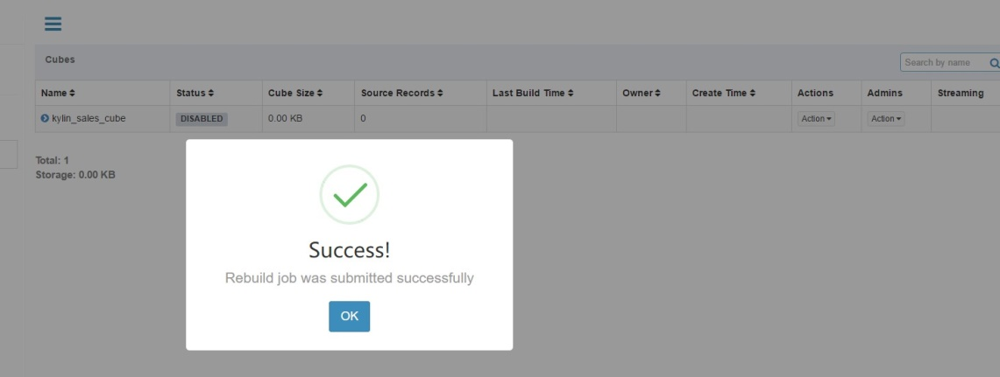 Cubes
Search by name
Name Status Cube Size Source Records Last Build Time Owner Create Time Actions Admins Streaming
kylin_sales_cube DISABLED 0.00 KB 0 Action Action
Total: 1
Storage: 0.00 KB
Success!
Rebuild job was submitted successfully
OK